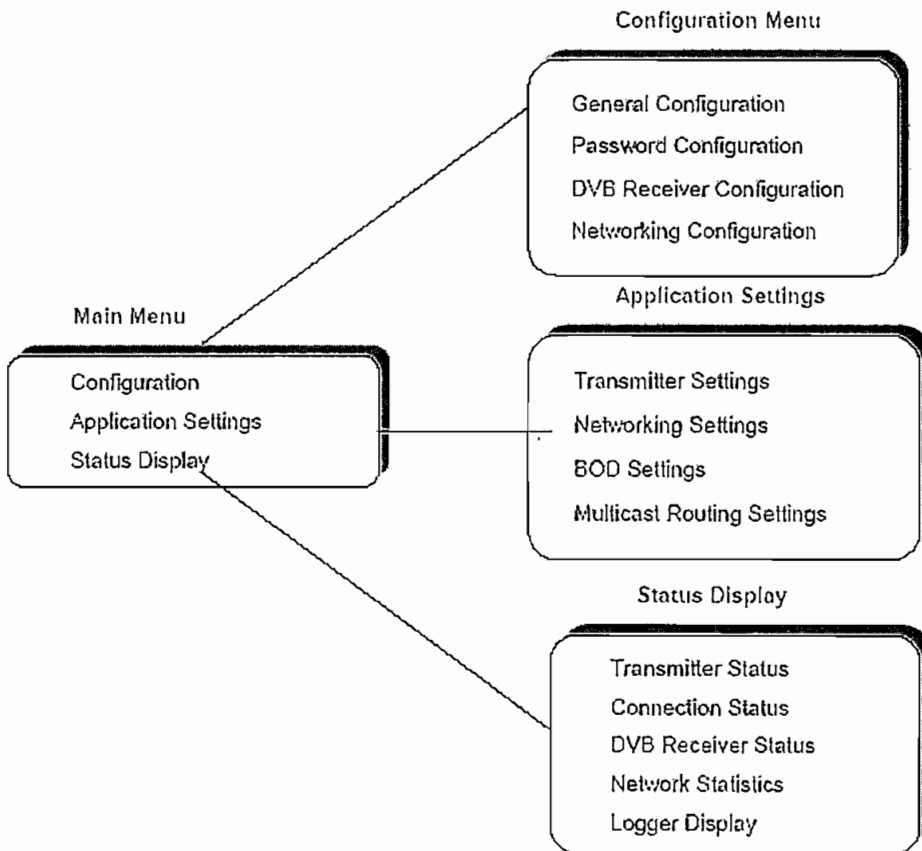 Configuration Menu
General Configuration
Password Configuration
DVB Receiver Configuration
Networking Configuration
Main Menu
Configuration
Application Settings
Status Display
Application Settings
Transmitter Settings
Networking Settings
BOD Settings
Multicast Routing Settings
Status Display
Transmitter Status
Connection Status
DVB Receiver Status
Network Statistics
Logger Display